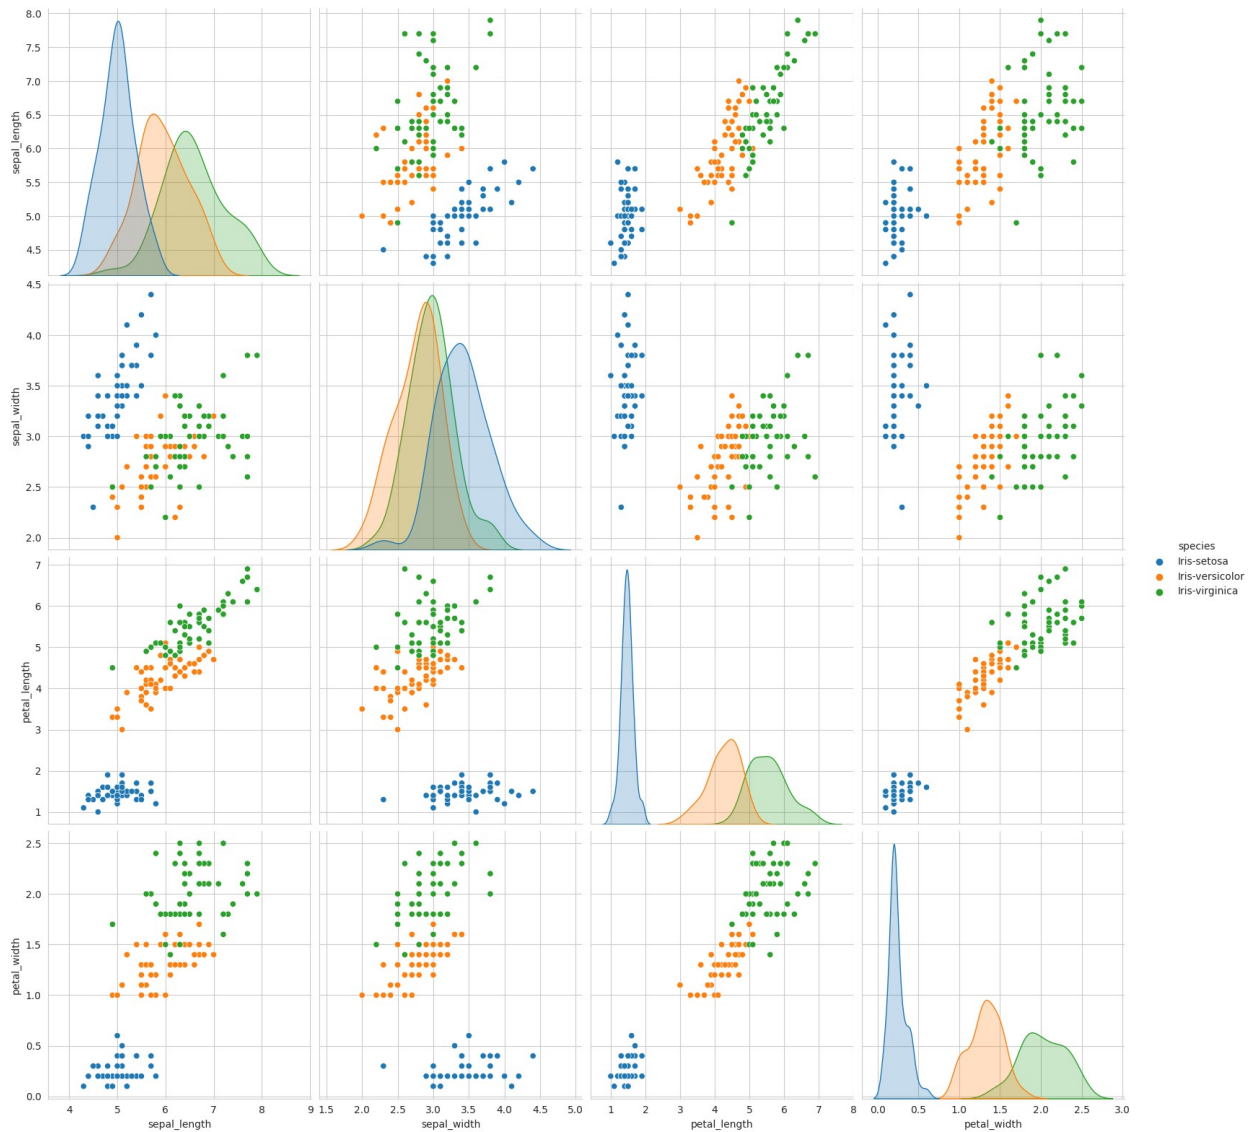 8.0
7.5
7.0
6.5
6.0
5.5
5.0
4.5
sepal_length
4.5
4.0
3.5
3.0
2.5
2.0
sepal_width
species
Iris-setosa
Iris-versicolor
Iris-virginica
7
6
5
4
3
2
1
petal_length
2.5
2.0
1.5
1.0
0.5
0.0
petal_width
4 5 6 7 8 9
sepal_length
1.5 2.0 2.5 3.0 3.5 4.0 4.5 5.0
sepal_width
1 2 3 4 5 6 7 8
petal_length
0.0 0.5 1.0 1.5 2.0 2.5 3.0
petal_width